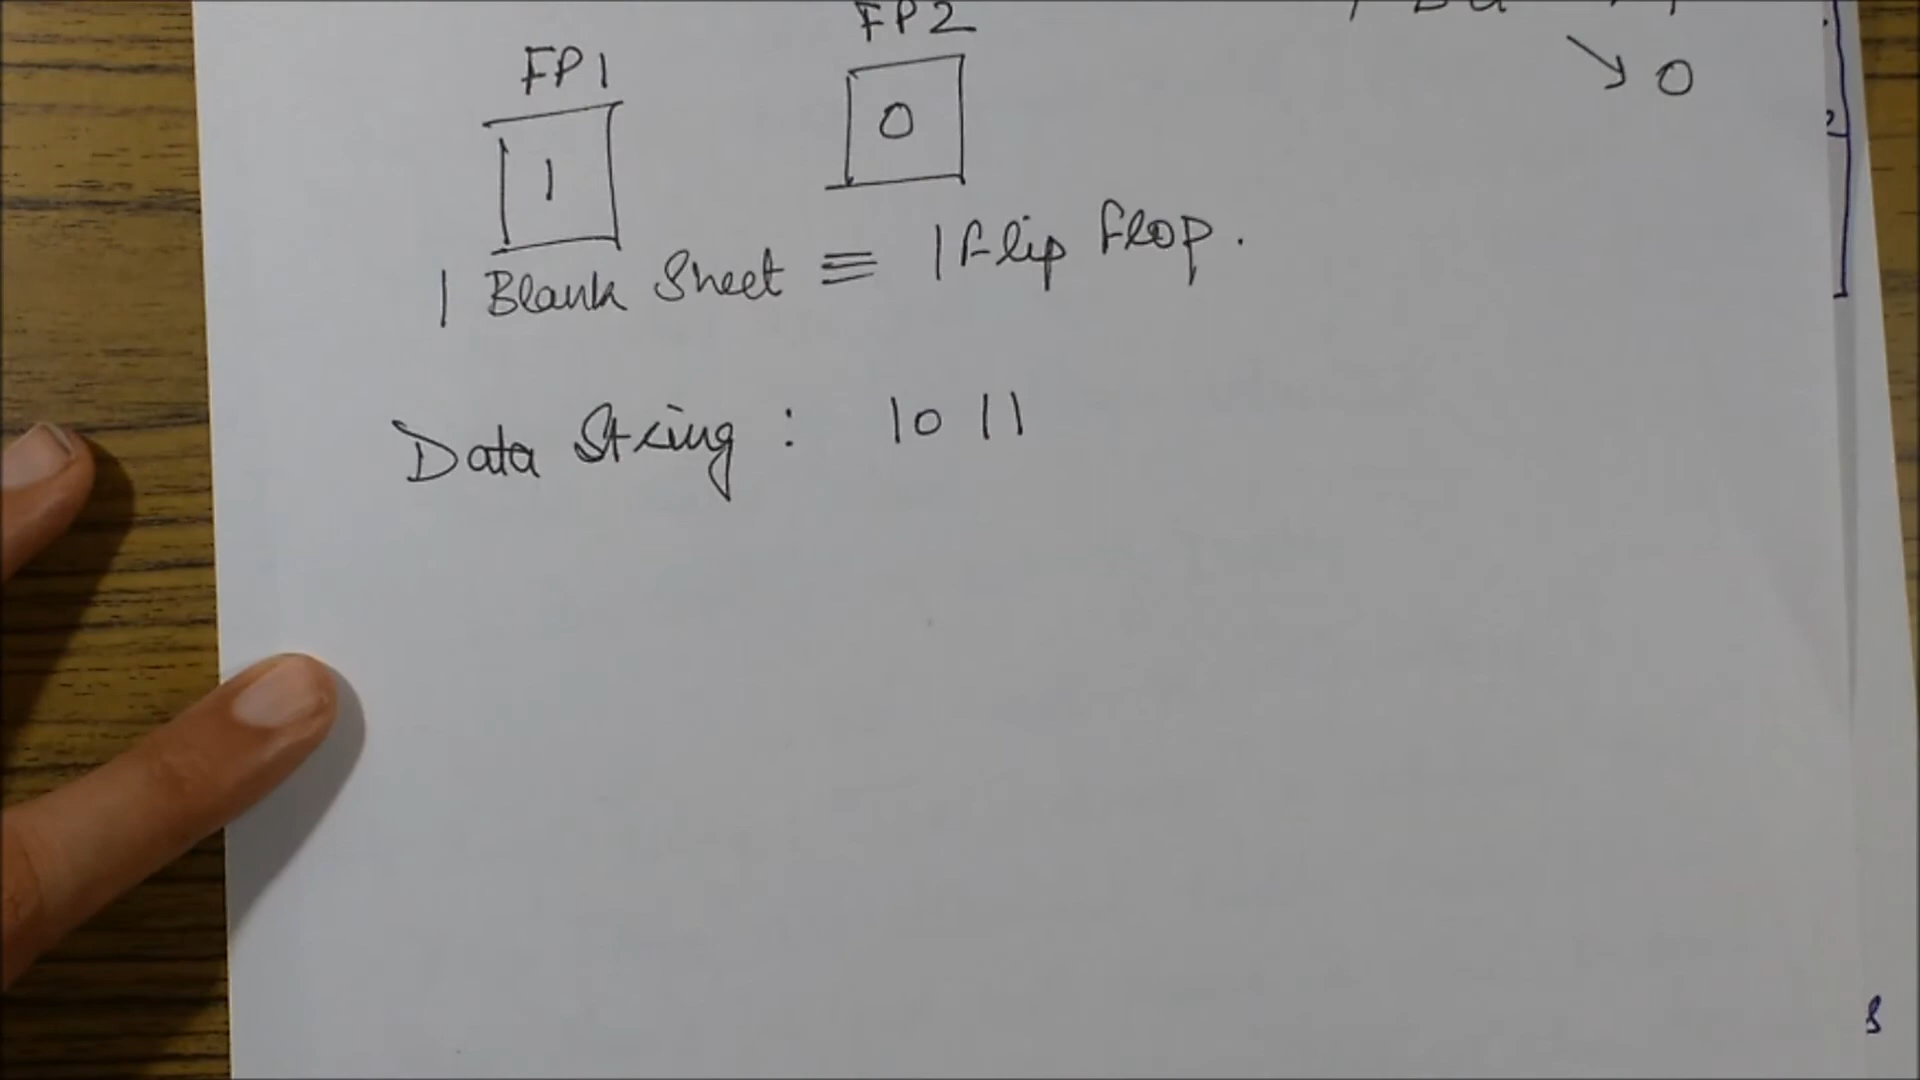 FP1 FP2
1 0
0
1 Blank Sheet ≡ 1 flip flop.
Data String : 1011